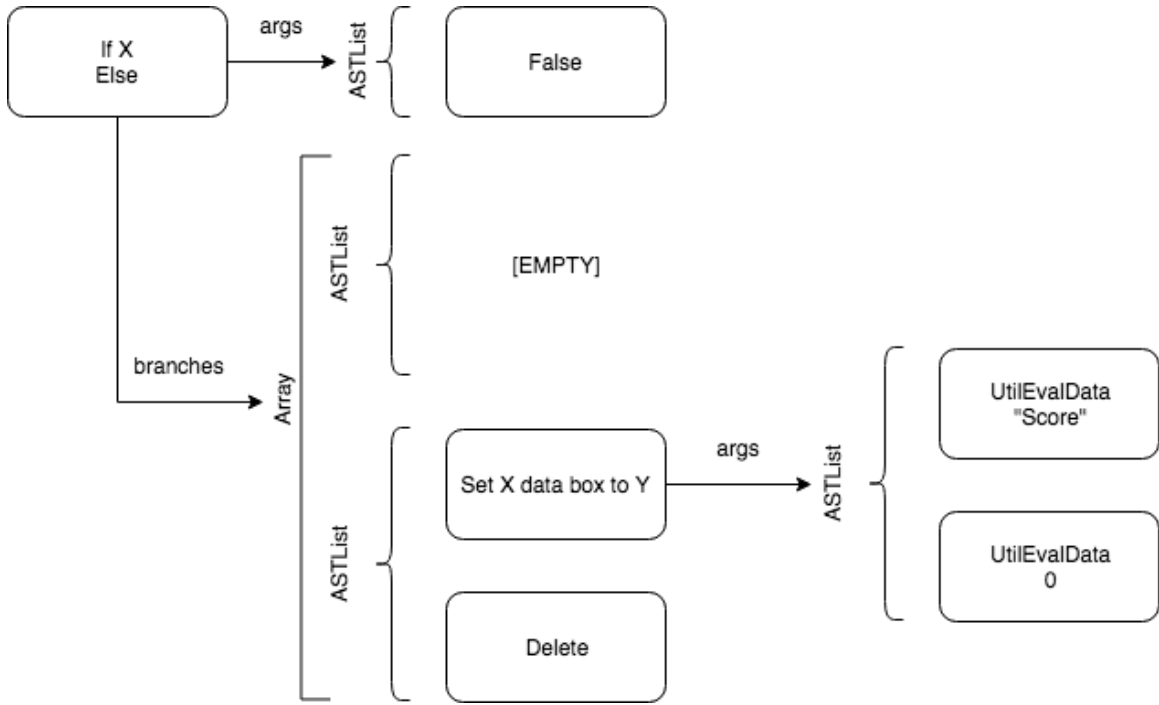 If X
Else
args
ASTList
False
ASTList
[EMPTY]
branches
Array
ASTList
Set X data box to Y
args
ASTList
UtilEvalData
"Score"
UtilEvalData
0
Delete